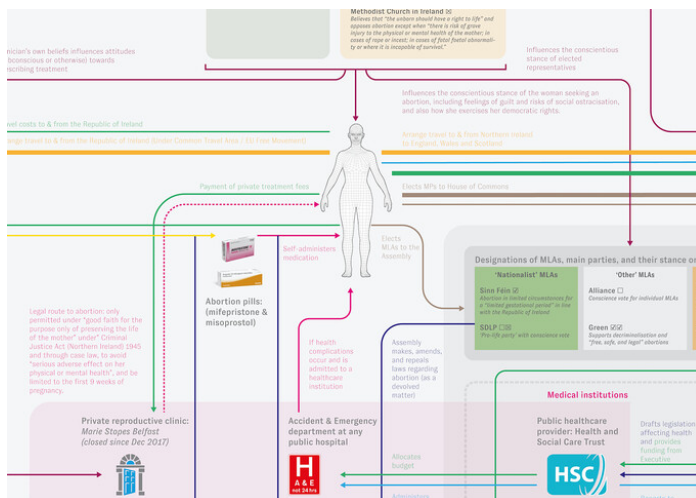 Methodist Church in Ireland ☒
Believes that "the unborn should have a right to life" and
opposes abortion except when "there is risk of grave
injury to the physical or mental health of the mother; in
cases of rape or incest; in cases of fatal foetal abnormali-
ty or where it is incapable of survival."
nician's own beliefs influences attitudes
bconscious or otherwise) towards
scribing treatment
Influences the conscientious
stance of elected
representatives
Influences the conscientious stance of the woman seeking an
abortion, including feelings of guilt and risks of social ostracisation,
and also how she exercises her democratic rights.
vel costs to & from the Republic of Ireland
ange travel to & from the Republic of Ireland (Under Common Travel Area / EU Free Movement)
Arrange travel to & from Northern Ireland
to England, Wales and Scotland
Payment of private treatment fees
Elects MPs to House of Commons
Self-administers
medication
Elects
MLAs to the
Assembly
Abortion pills:
(mifepristone &
misoprostol)
Designations of MLAs, main parties, and their stance or
'Nationalist' MLAs
Sinn Féin ☑
Abortion in limited circumstances for
a "limited gestational period" in line
with the Republic of Ireland
SDLP ☐☒
'Pro-life party' with conscience vote
'Other' MLAs
Alliance ☐
Conscience vote for individual MLAs
Green ☑☑
Supports decriminalisation and
"free, safe, and legal" abortions
Legal route to abortion: only
permitted under "good faith for the
purpose only of preserving the life
of the mother" under" Criminal
Justice Act (Northern Ireland) 1945
and through case law, to avoid
"serious adverse effect on her
physical or mental health", and be
limited to the first 9 weeks of
pregnancy.
If health
complications
occur and is
admitted to a
healthcare
institution
Assembly
makes, amends,
and repeals
laws regarding
abortion (as a
devolved
matter)
Medical institutions
Private reproductive clinic:
Marie Stopes Belfast
(closed since Dec 2017)
Accident & Emergency
department at any
public hospital
Public healthcare
provider: Health and
Social Care Trust
Drafts legislation
affecting health
and provides
funding from
Executive
Allocates
budget
H
A & E
not 24 hrs
HSC